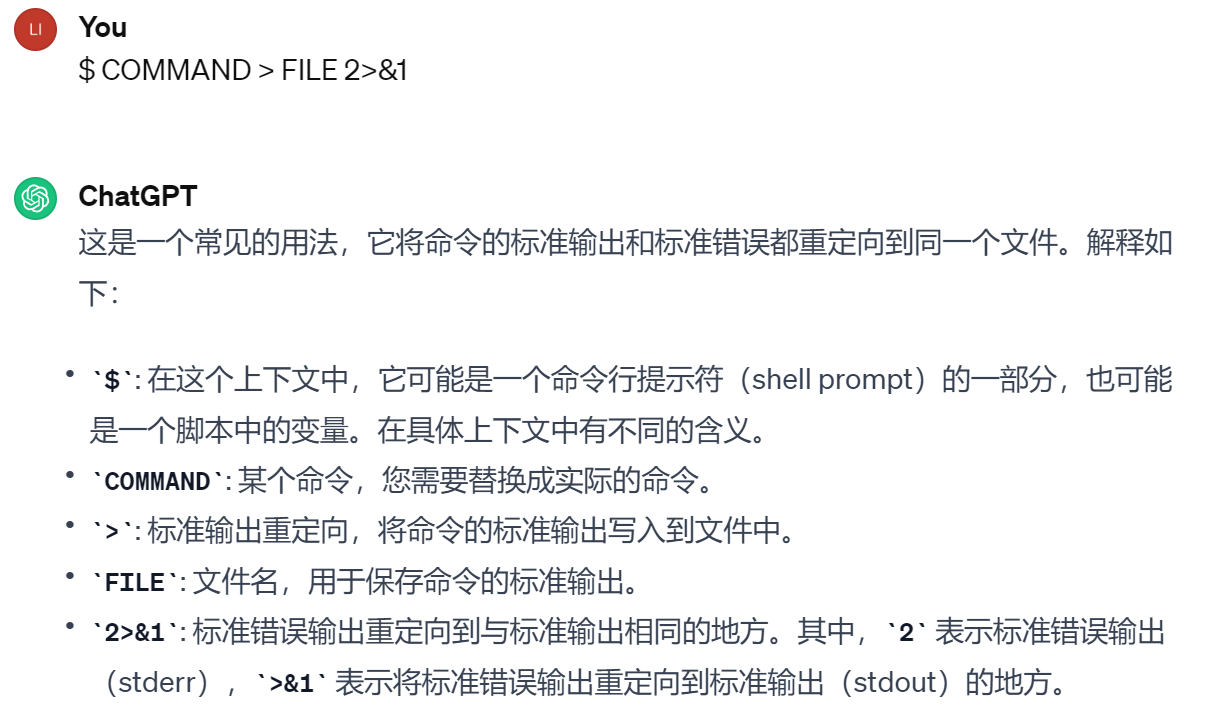 LI
You
$ COMMAND > FILE 2>&1
ChatGPT
这是一个常见的用法，它将命令的标准输出和标准错误都重定向到同一个文件。解释如
下：
• `$`: 在这个上下文中，它可能是一个命令行提示符（shell prompt）的一部分，也可能
是一个脚本中的变量。在具体上下文中有不同的含义。
• `COMMAND`: 某个命令，您需要替换成实际的命令。
• `>`: 标准输出重定向，将命令的标准输出写入到文件中。
• `FILE`: 文件名，用于保存命令的标准输出。
• `2>&1`: 标准错误输出重定向到与标准输出相同的地方。其中，`2` 表示标准错误输出
（stderr），`>&1` 表示将标准错误输出重定向到标准输出（stdout）的地方。